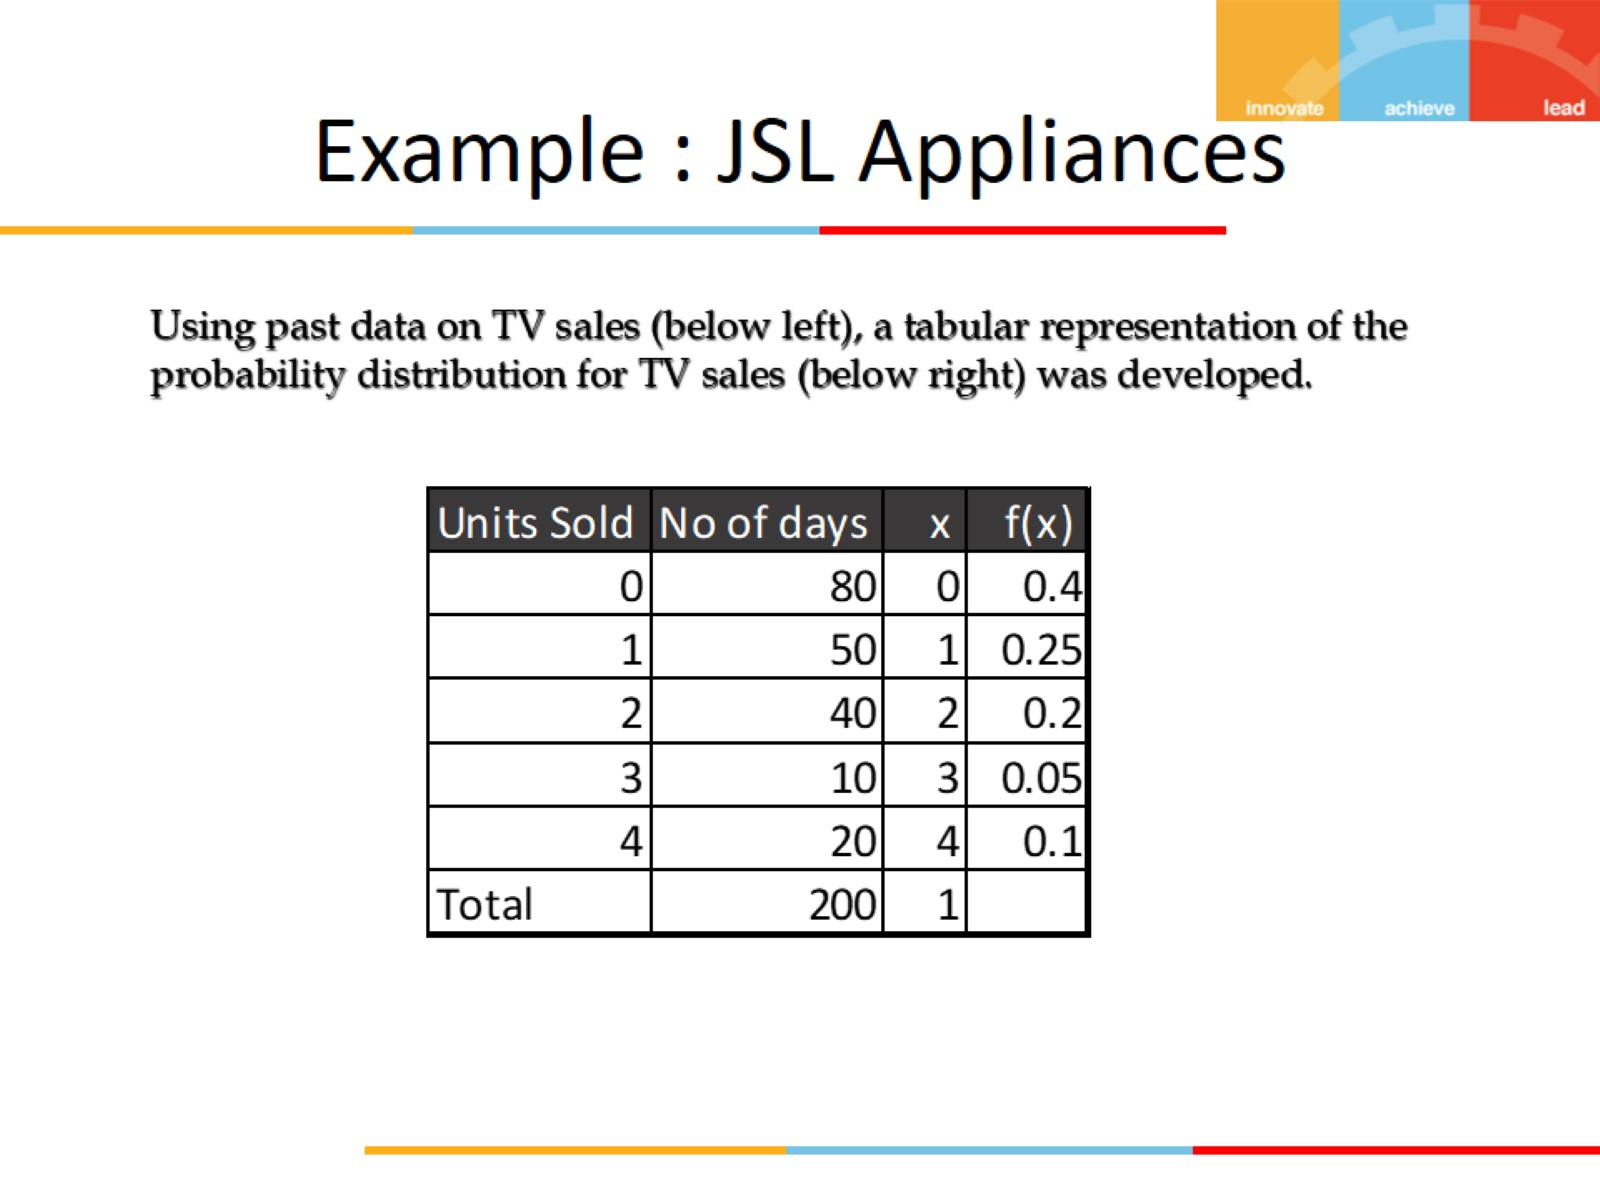 innovate achieve lead
Example : JSL Appliances
Using past data on TV sales (below left), a tabular representation of the
probability distribution for TV sales (below right) was developed.
Units Sold No of days x f(x)
0 80 0 0.4
1 50 1 0.25
2 40 2 0.2
3 10 3 0.05
4 20 4 0.1
Total 200 1